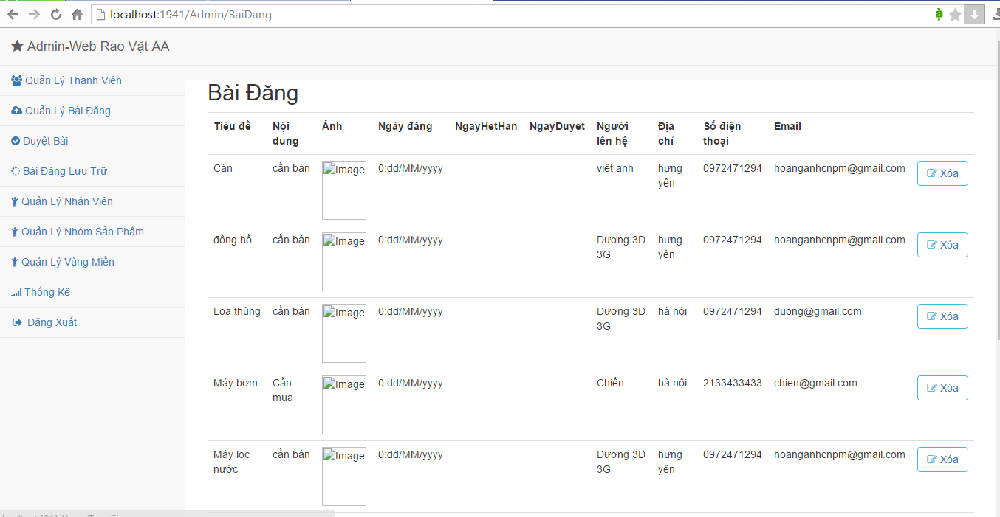 localhost:1941/Admin/BaiDang
Admin-Web Rao Vặt AA
Quản Lý Thành Viên
Quản Lý Bài Đăng
Duyệt Bài
Bài Đăng Lưu Trữ
Quản Lý Nhân Viên
Quản Lý Nhóm Sản Phẩm
Quản Lý Vùng Miền
Thống Kê
Đăng Xuất
Bài Đăng
Tiêu đề Nội Ảnh Ngày đăng NgayHetHan NgayDuyet Người Địa Số điện Email
dung lên hệ chỉ thoại
Cân cần bán Image 0:dd/MM/yyyy việt anh hưng 0972471294 hoanganhcnpm@gmail.com Xóa
yên
đồng hồ cần bán Image 0:dd/MM/yyyy Dương 3D hưng 0972471294 hoanganhcnpm@gmail.com Xóa
3G yên
Loa thùng cần bán Image 0:dd/MM/yyyy Dương 3D hà nội 0972471294 duong@gmail.com Xóa
3G
Máy bơm Cần Image 0:dd/MM/yyyy Chiến hà nội 2133433433 chien@gmail.com Xóa
mua
Máy lọc cần bán Image 0:dd/MM/yyyy Dương 3D hưng 0972471294 hoanganhcnpm@gmail.com Xóa
nước 3G yên